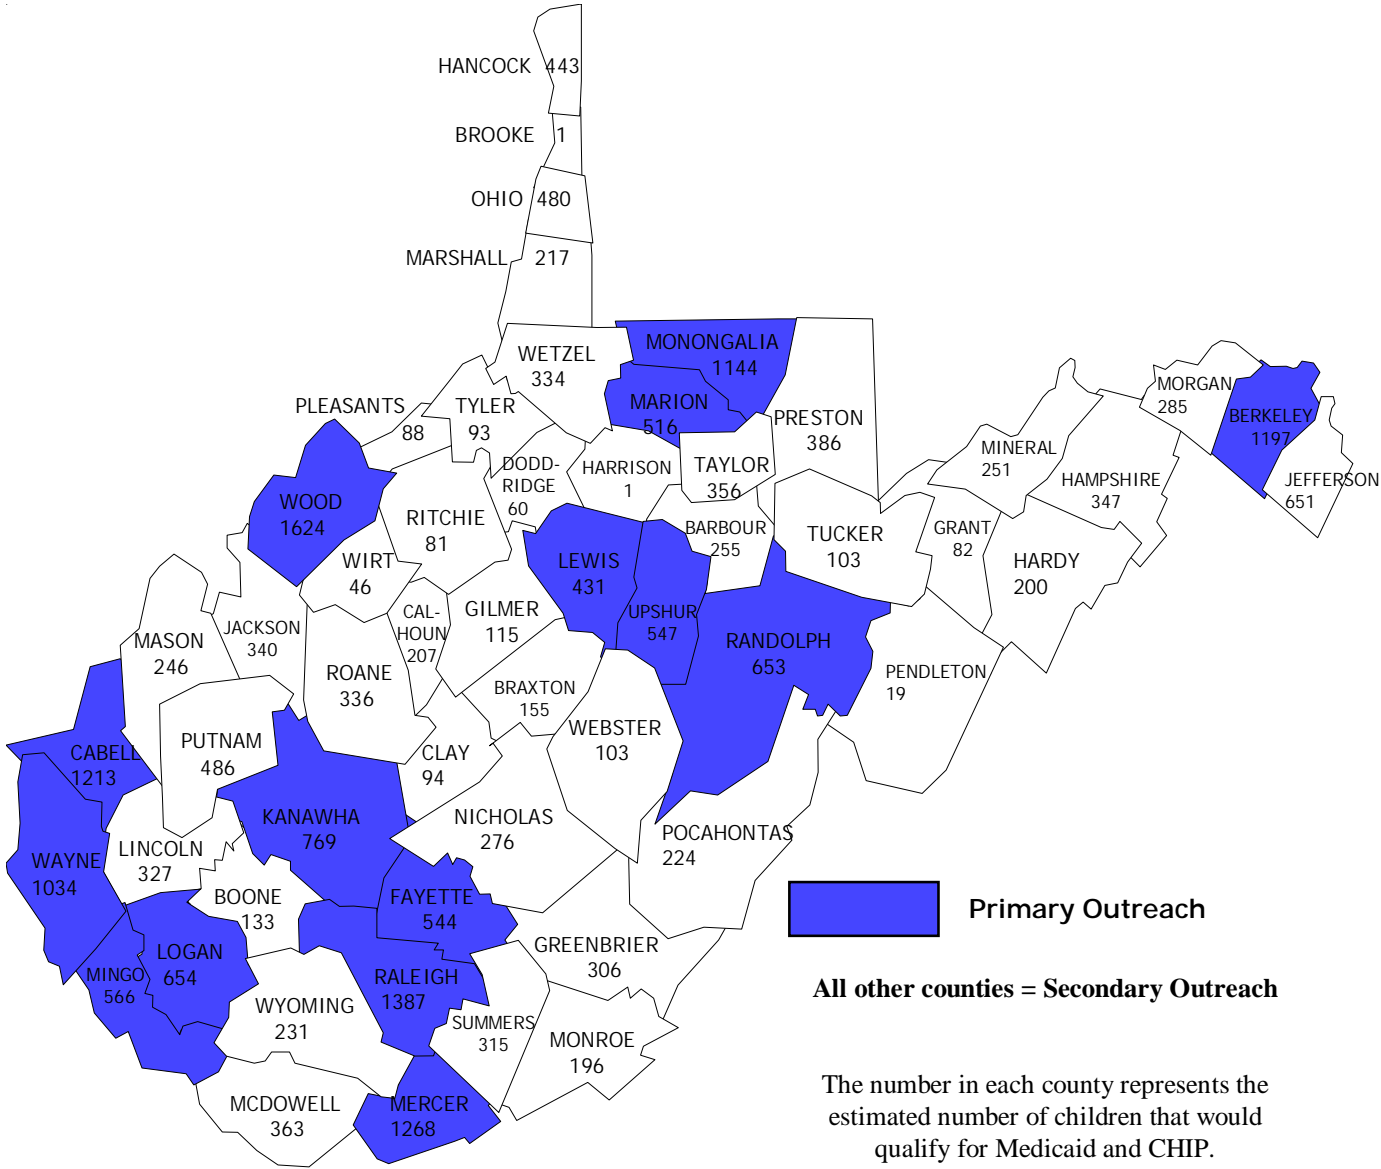 HANCOCK 443
BROOKE 1
OHIO 480
MARSHALL 217
WETZEL
334
MONONGALIA
1144
MARION
516
PLEASANTS
88
TYLER
93
PRESTON
386
MORGAN
285
BERKELEY
1197
JEFFERSON
651
MINERAL
251
HAMPSHIRE
347
DODD-
RIDGE
60
HARRISON
1
TAYLOR
356
WOOD
1624
RITCHIE
81
BARBOUR
255
TUCKER
103
GRANT
82
HARDY
200
WIRT
46
LEWIS
431
CAL-
HOUN
207
GILMER
115
UPSHUR
547
RANDOLPH
653
PENDLETON
19
MASON
246
JACKSON
340
ROANE
336
BRAXTON
155
WEBSTER
103
CABELL
1213
PUTNAM
486
CLAY
94
KANAWHA
769
NICHOLAS
276
POCAHONTAS
224
WAYNE
1034
LINCOLN
327
BOONE
133
FAYETTE
544
GREENBRIER
306
LOGAN
654
MINGO
566
RALEIGH
1387
WYOMING
231
SUMMERS
315
MONROE
196
MCDOWELL
363
MERCER
1268
Primary Outreach
All other counties = Secondary Outreach
The number in each county represents the
estimated number of children that would
qualify for Medicaid and CHIP.